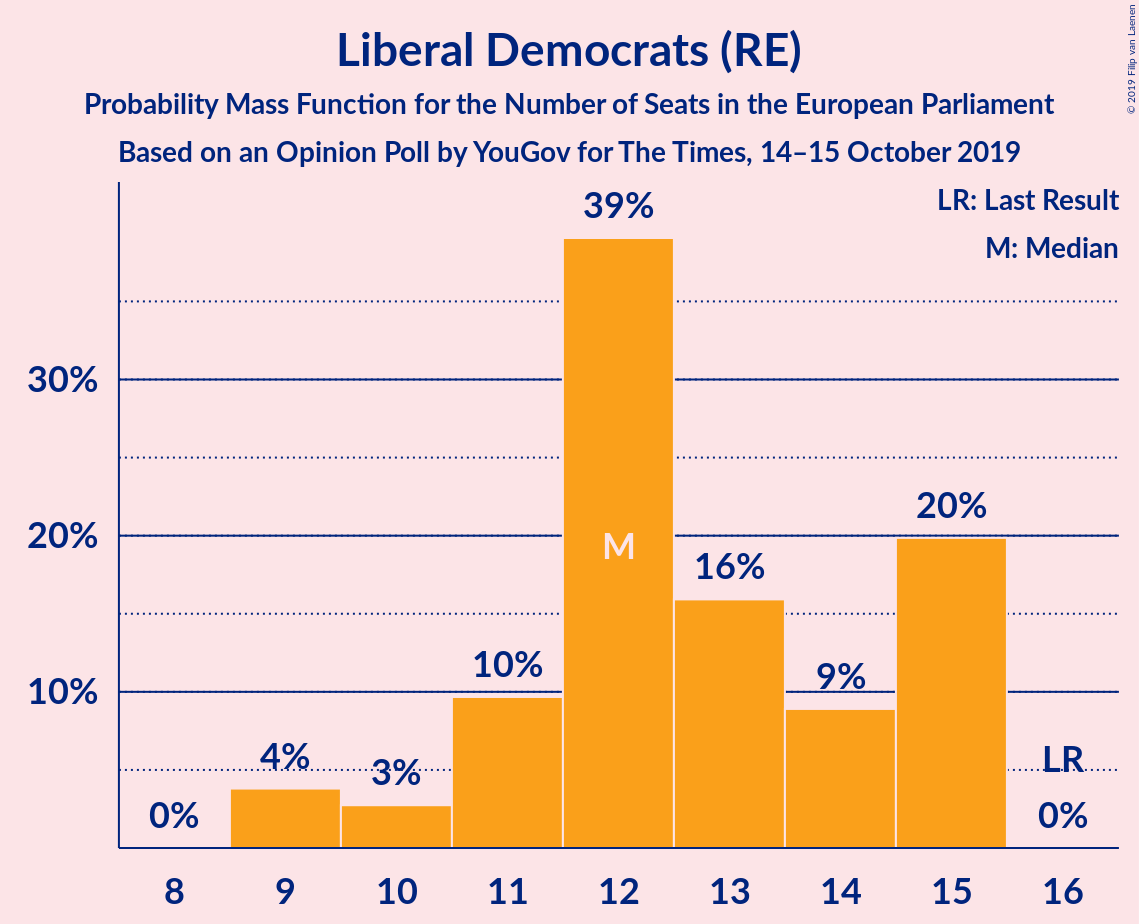 Liberal Democrats (RE)
Probability Mass Function for the Number of Seats in the European Parliament
Based on an Opinion Poll by YouGov for The Times, 14–15 October 2019
© 2019 Filip van Laenen
LR: Last Result
M: Median
39%
30%
20%
10%
0%
4%
3%
10%
M
16%
9%
20%
LR
0%
8 9 10 11 12 13 14 15 16